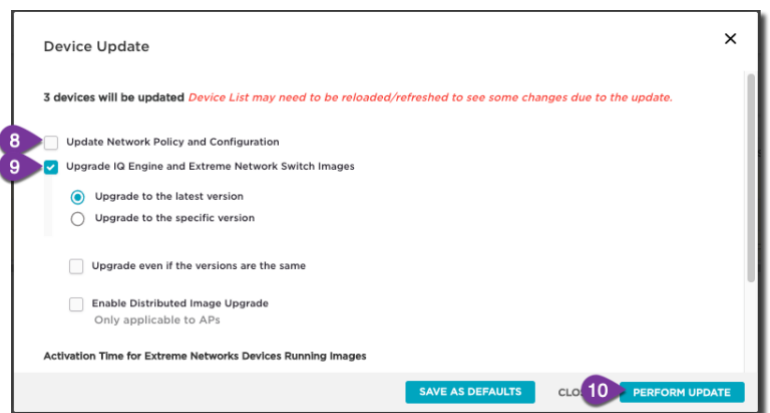 Device Update
3 devices will be updated Device List may need to be reloaded/refreshed to see some changes due to the update.
8
Update Network Policy and Configuration
9
Upgrade IQ Engine and Extreme Network Switch Images
Upgrade to the latest version
Upgrade to the specific version
Upgrade even if the versions are the same
Enable Distributed Image Upgrade
Only applicable to APs
Activation Time for Extreme Networks Devices Running Images
SAVE AS DEFAULTS
10
PERFORM UPDATE